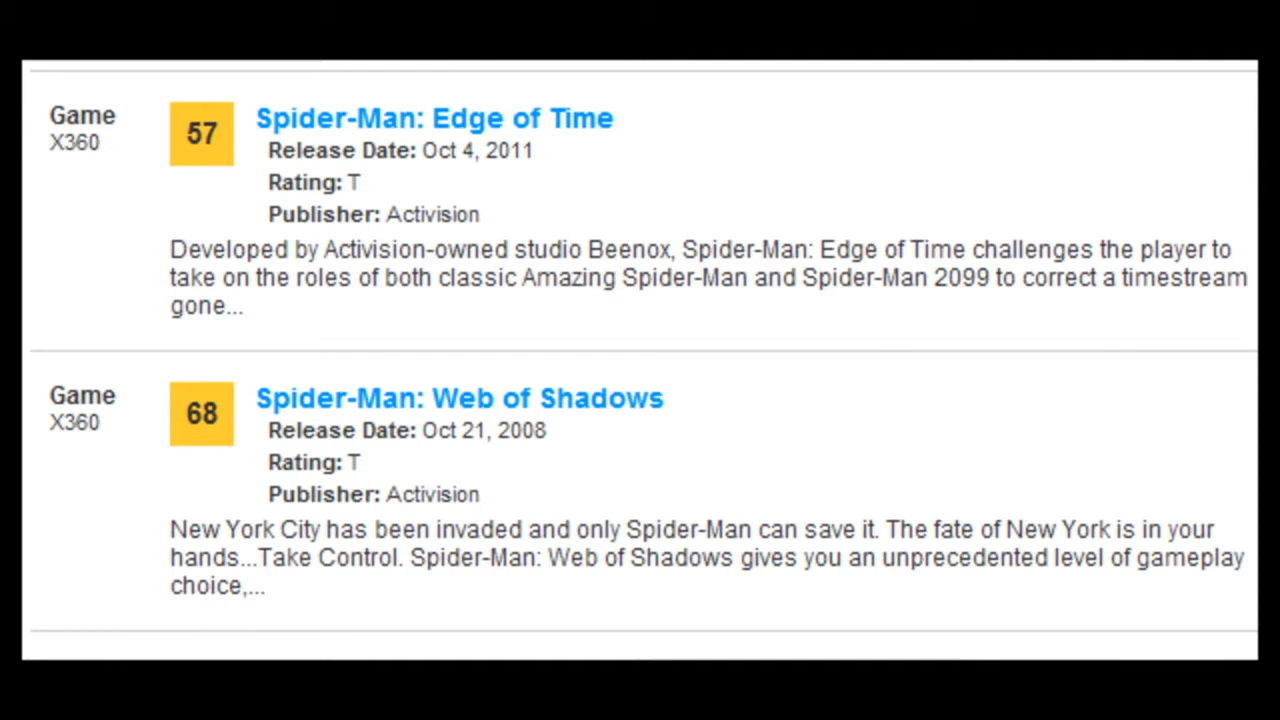 Game
X360
57
Spider-Man: Edge of Time
Release Date: Oct 4, 2011
Rating: T
Publisher: Activision
Developed by Activision-owned studio Beenox, Spider-Man: Edge of Time challenges the player to
take on the roles of both classic Amazing Spider-Man and Spider-Man 2099 to correct a timestream
gone...
Game
X360
68
Spider-Man: Web of Shadows
Release Date: Oct 21, 2008
Rating: T
Publisher: Activision
New York City has been invaded and only Spider-Man can save it. The fate of New York is in your
hands...Take Control. Spider-Man: Web of Shadows gives you an unprecedented level of gameplay
choice,...